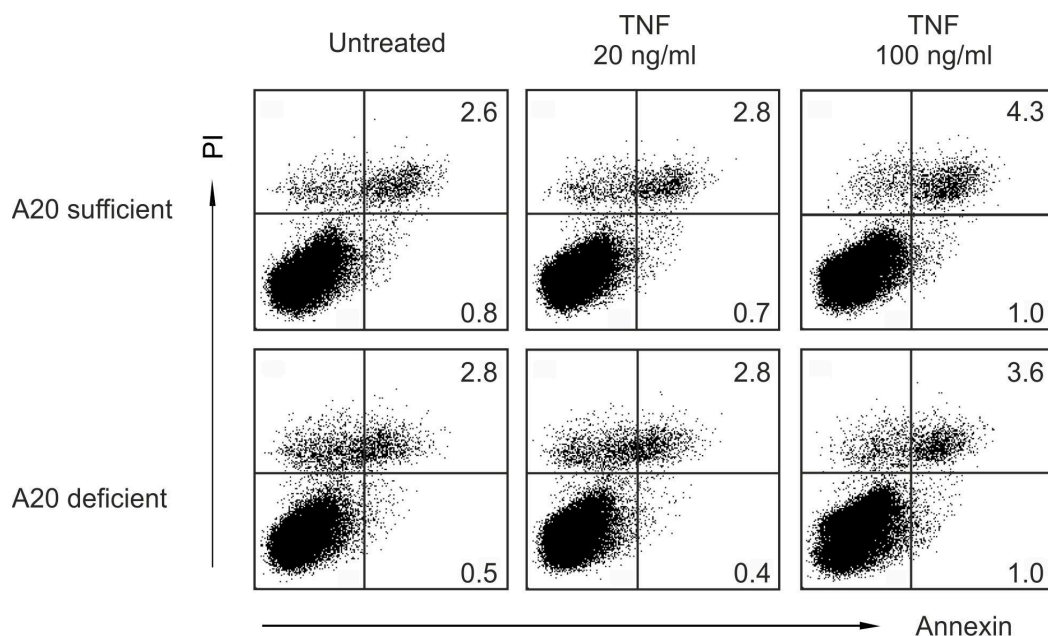 Untreated
TNF
20 ng/ml
TNF
100 ng/ml
PI
A20 sufficient
2.6
2.8
4.3
0.8
0.7
1.0
A20 deficient
2.8
2.8
3.6
0.5
0.4
1.0
Annexin